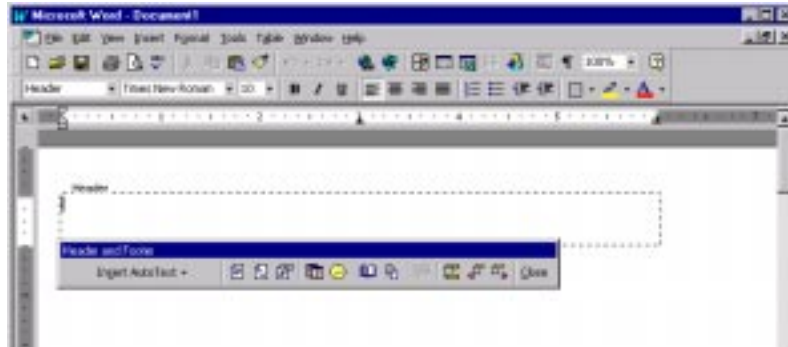 Microsoft Word - Document1
File Edit View Insert Format Tools Table Window Help
100%
Header Times New Roman 10 B I U
Header
Header and Footer
Insert AutoText Close